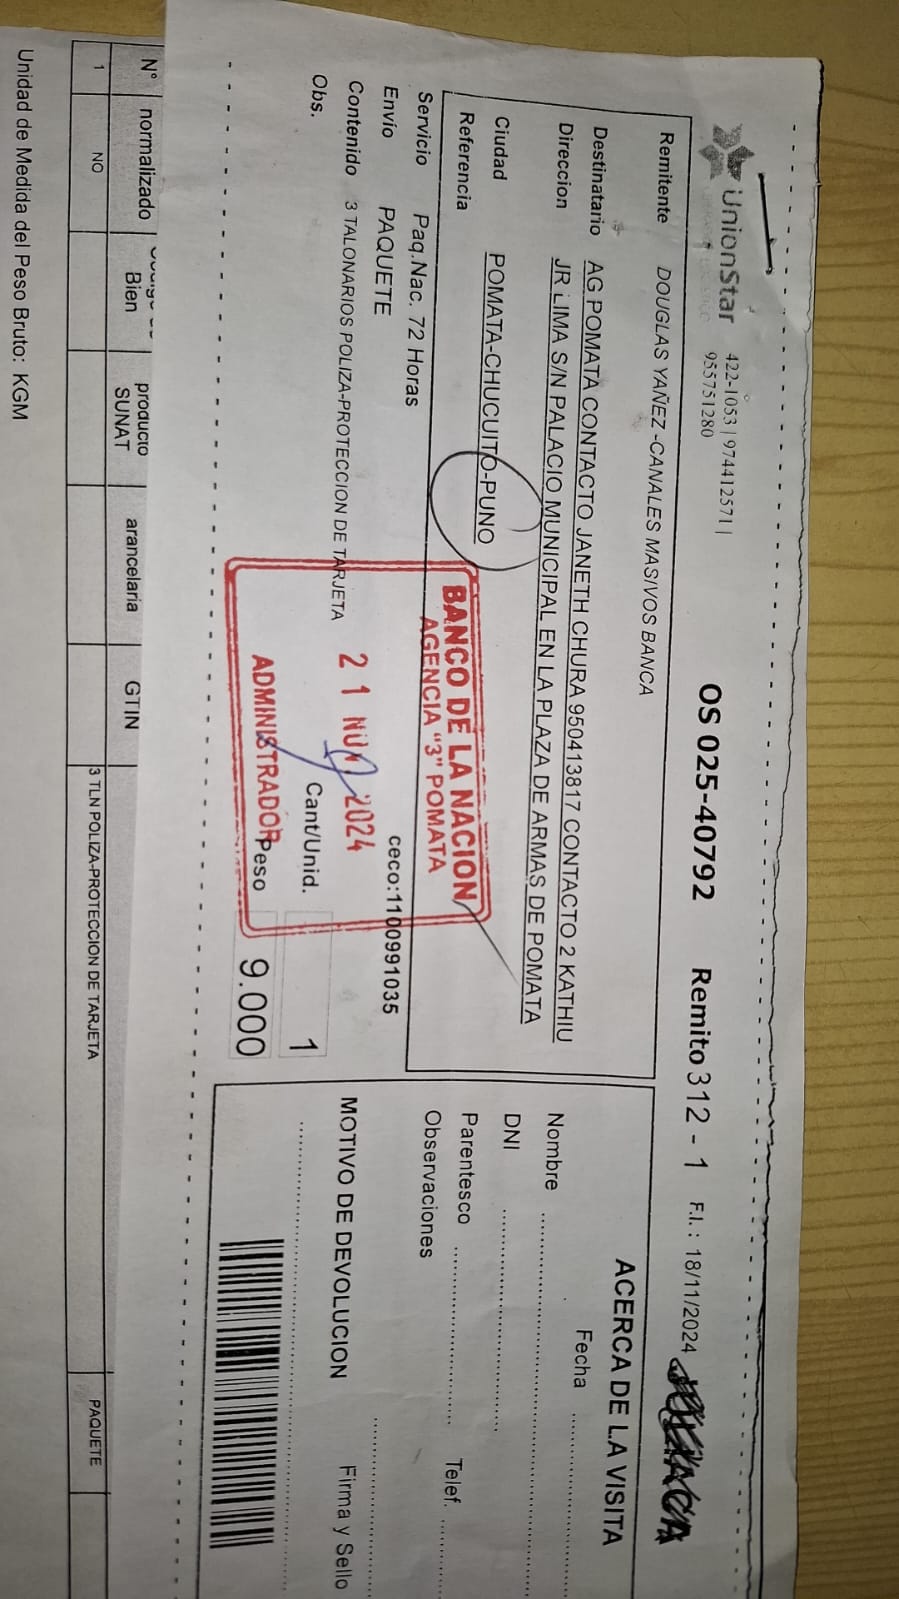 UnionStar
422-1053 | 974412571 |
955751280
OS 025-40792
Remito 312 - 1
F.I. : 18/11/2024
Remitente DOUGLAS YAÑEZ -CANALES MASIVOS BANCA
Destinatario AG POMATA CONTACTO JANETH CHURA 950413817 CONTACTO 2 KATHIU
Direccion JR LIMA S/N PALACIO MUNICIPAL EN LA PLAZA DE ARMAS DE POMATA
Ciudad POMATA-CHUCUITO-PUNO
Referencia
Servicio Paq.Nac. 72 Horas
Envio PAQUETE
ceco:1100991035
Contenido 3 TALONARIOS POLIZA-PROTECCION DE TARJETA
Obs.
Cant/Unid. 1
Peso 9.000
BANCO DE LA NACION
AGENCIA "3" POMATA
21 NOV 2024
ADMINISTRADOR
ACERCA DE LA VISITA
Fecha
Nombre
DNI
Parentesco
Telef.
Observaciones
MOTIVO DE DEVOLUCION
Firma y Sello
N° normalizado Bien producto SUNAT arancelaria GTIN
1 NO 3 TLN POLIZA-PROTECCION DE TARJETA PAQUETE
Unidad de Medida del Peso Bruto: KGM